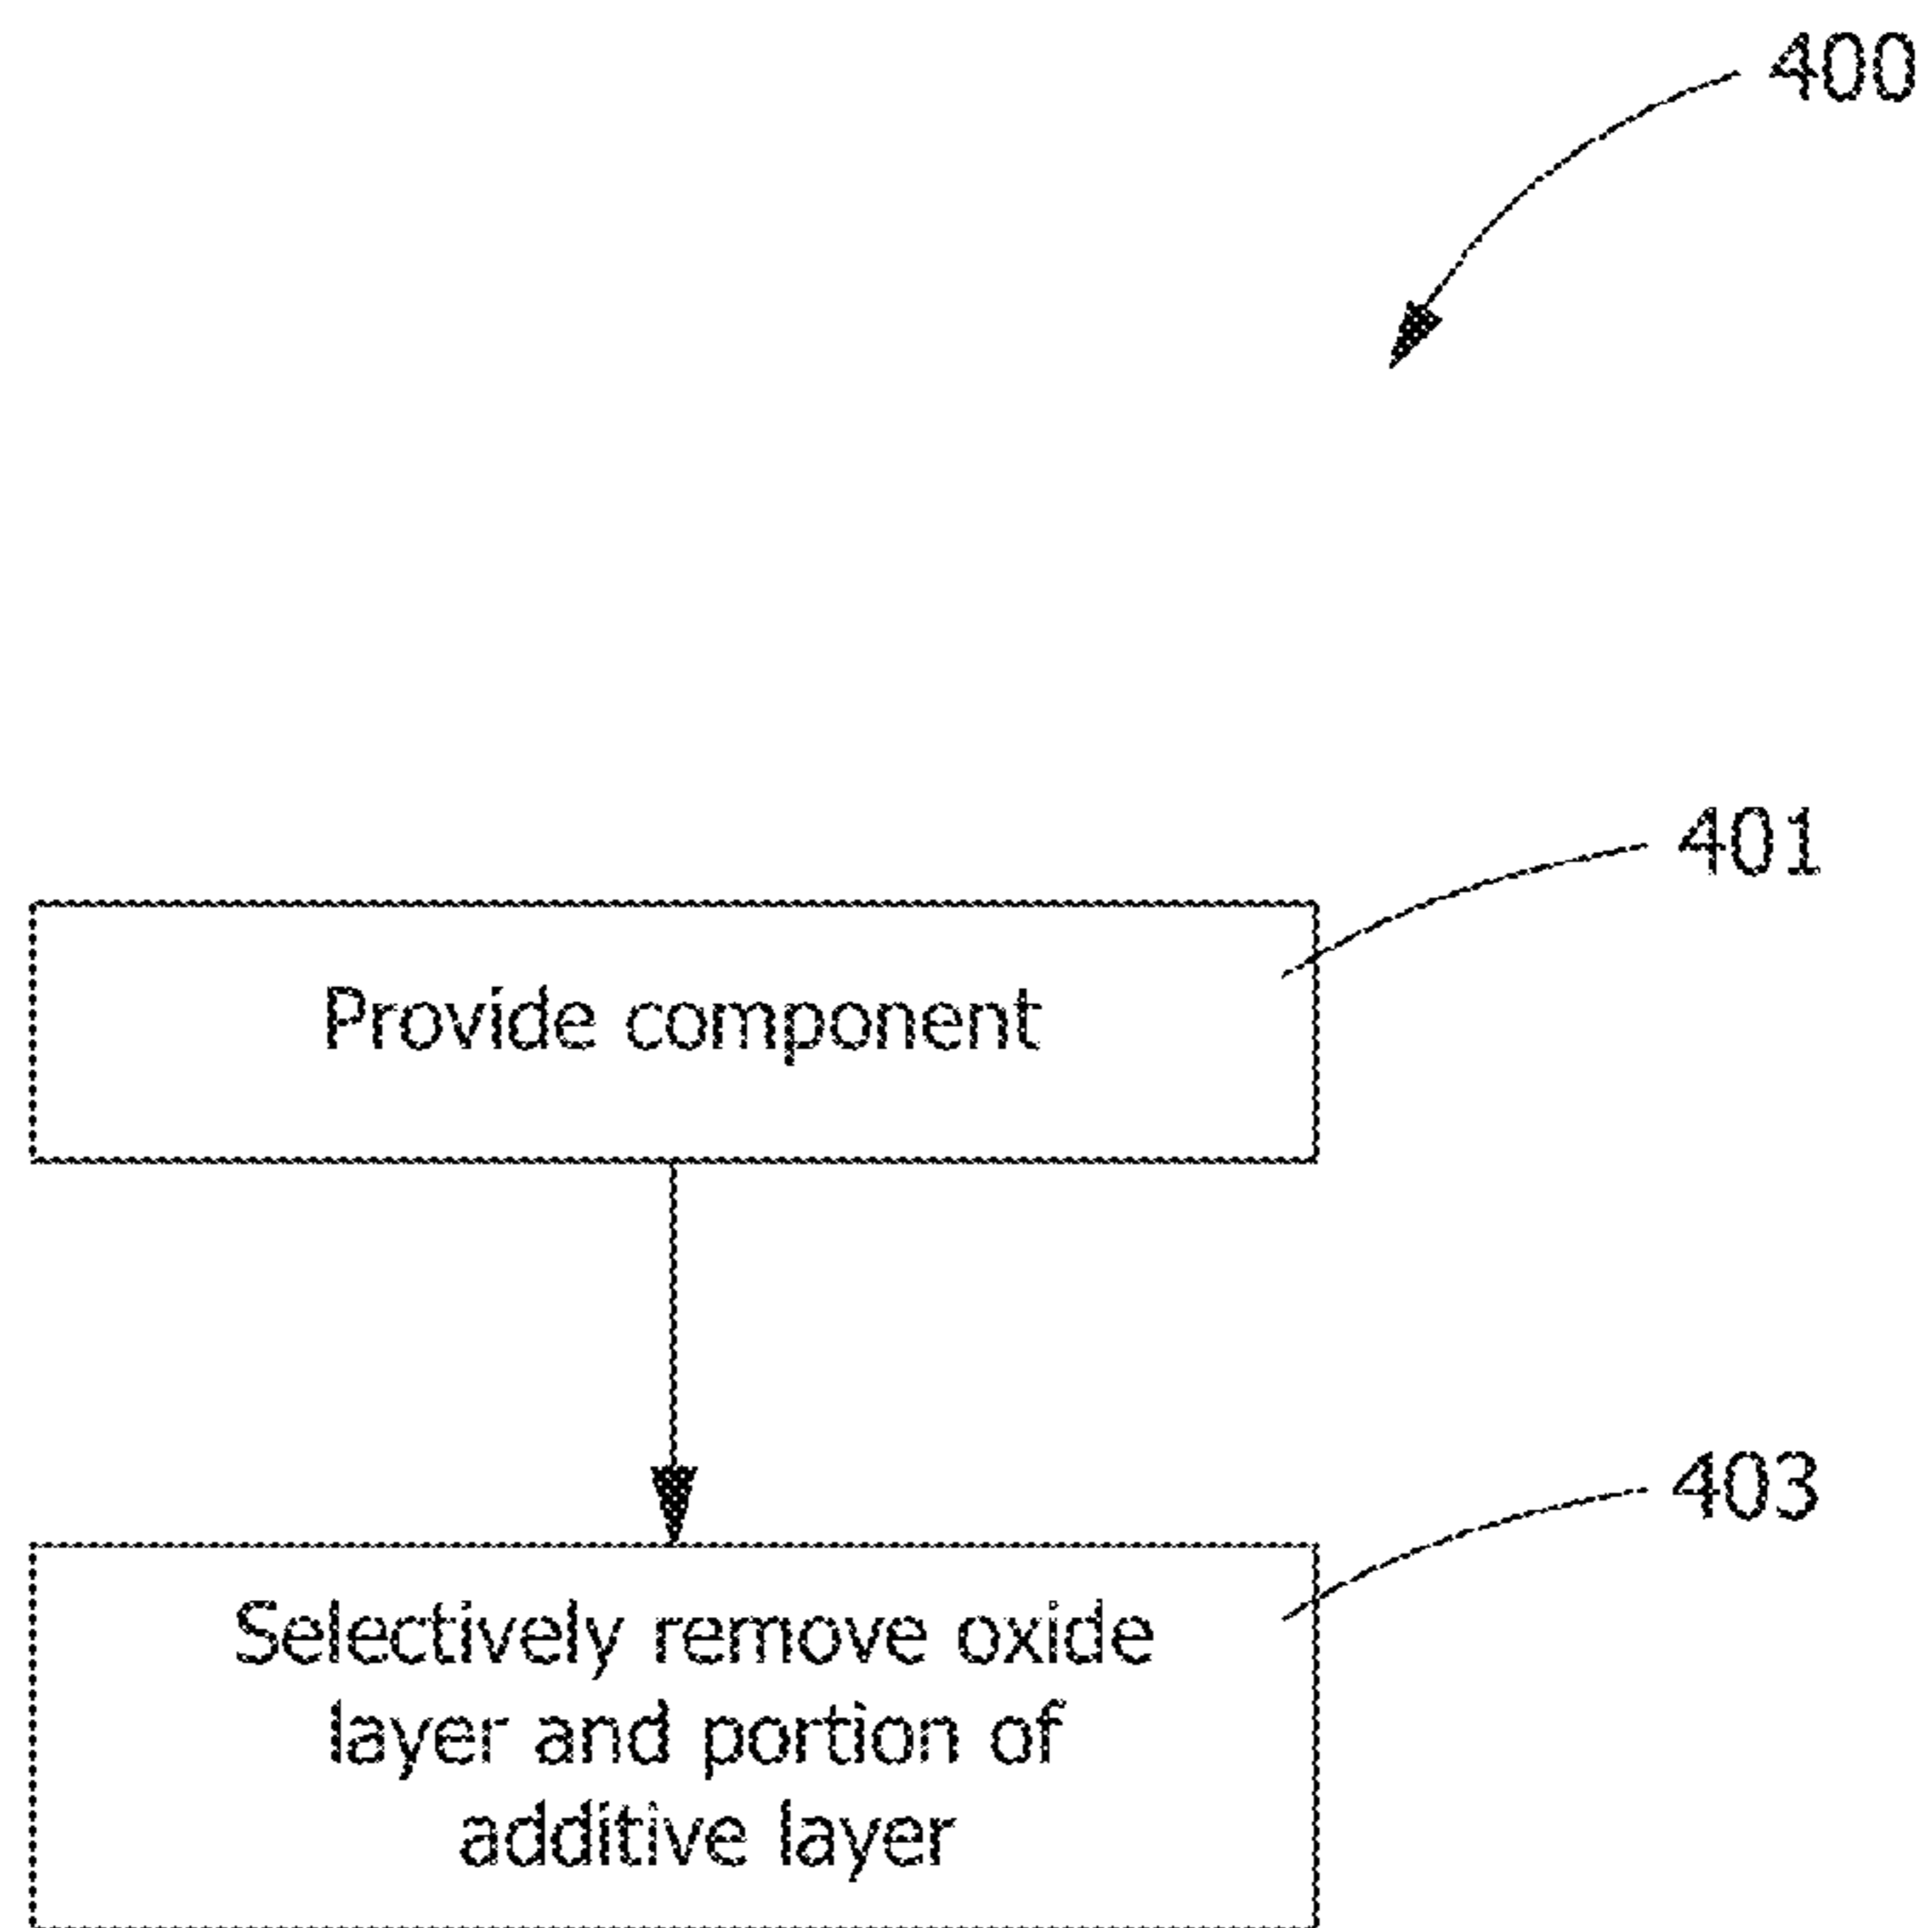 400
401
Provide component
403
Selectively remove oxide
layer and portion of
additive layer